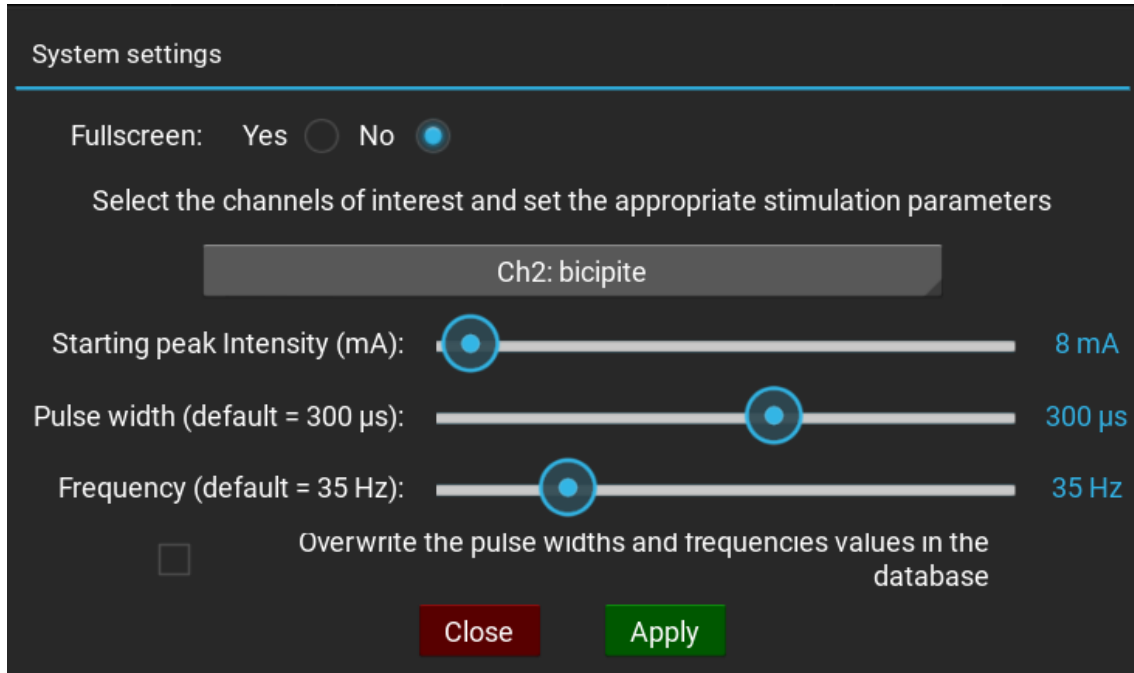 System settings
Fullscreen: Yes No
Select the channels of interest and set the appropriate stimulation parameters
Ch2: bicipite
Starting peak Intensity (mA): 8 mA
Pulse width (default = 300 µs): 300 µs
Frequency (default = 35 Hz): 35 Hz
Overwrite the pulse widths and frequencies values in the
database
Close Apply